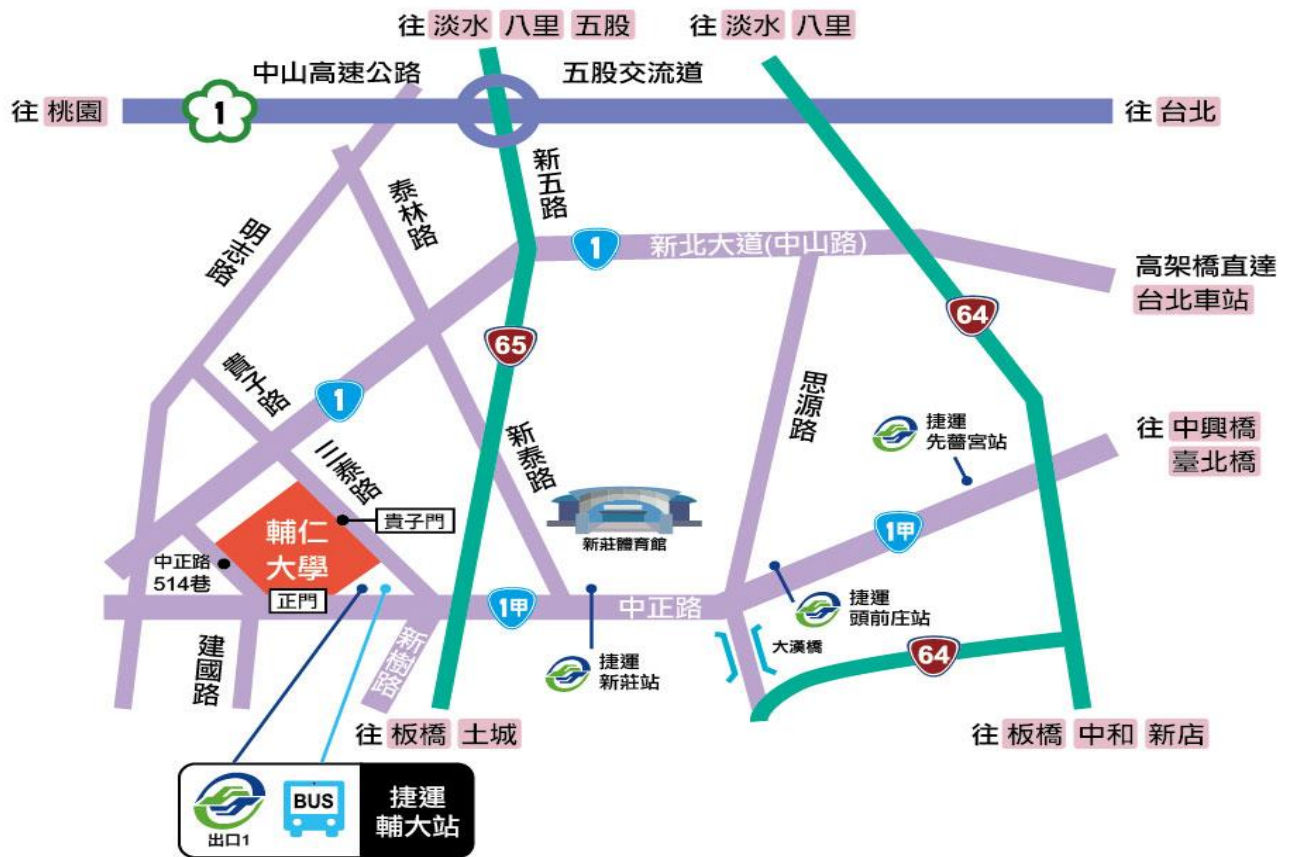 往 淡水 八里 五股
往 淡水 八里
中山高速公路
五股交流道
往 桃園
1
往 台北
新五路
泰林路
明志路
1
新北大道(中山路)
高架橋直達
台北車站
64
65
貴子路
1
思源路
捷運
先嗇宮站
往 中興橋
臺北橋
三泰路
新泰路
輔仁
大學
貴子門
新莊體育館
1甲
中正路
514巷
正門
1甲
中正路
捷運
頭前庄站
大漢橋
建國路
新樹路
捷運
新莊站
64
往 板橋 土城
往 板橋 中和 新店
BUS
出口1
捷運
輔大站